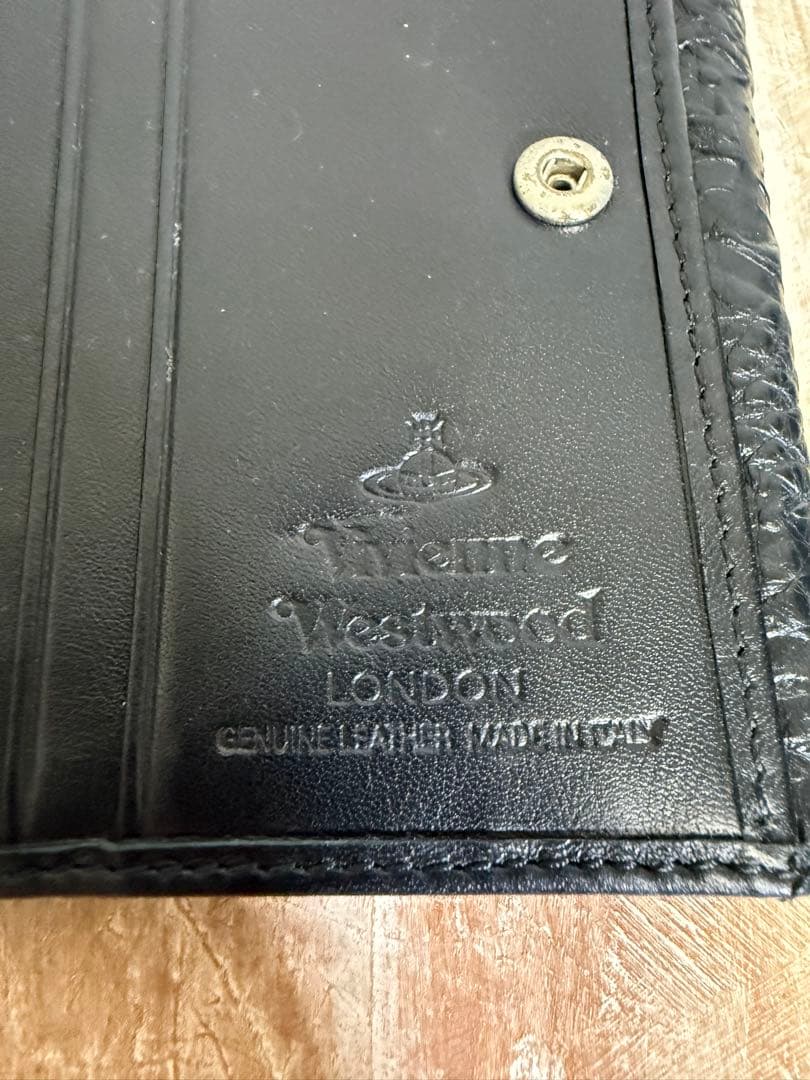 Vivienne
Westwood
LONDON
GENUINE LEATHER MADE IN ITALY